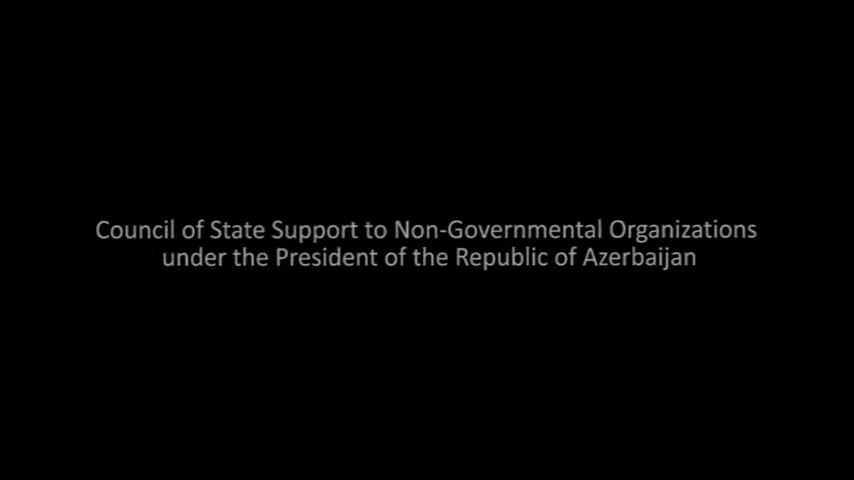 Council of State Support to Non-Governmental Organizations
under the President of the Republic of Azerbaijan